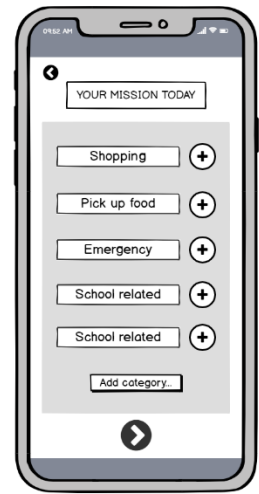 09:52 AM
YOUR MISSION TODAY
Shopping
Pick up food
Emergency
School related
School related
Add category...